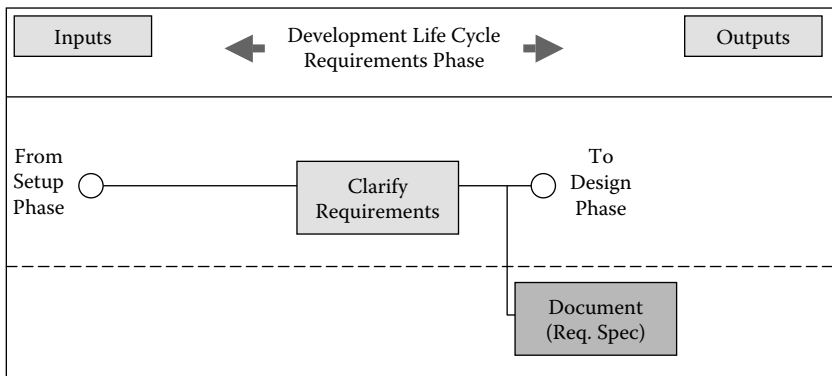 Inputs
Development Life Cycle
Requirements Phase
Outputs
From
Setup
Phase
Clarify
Requirements
To
Design
Phase
Document
(Req. Spec)